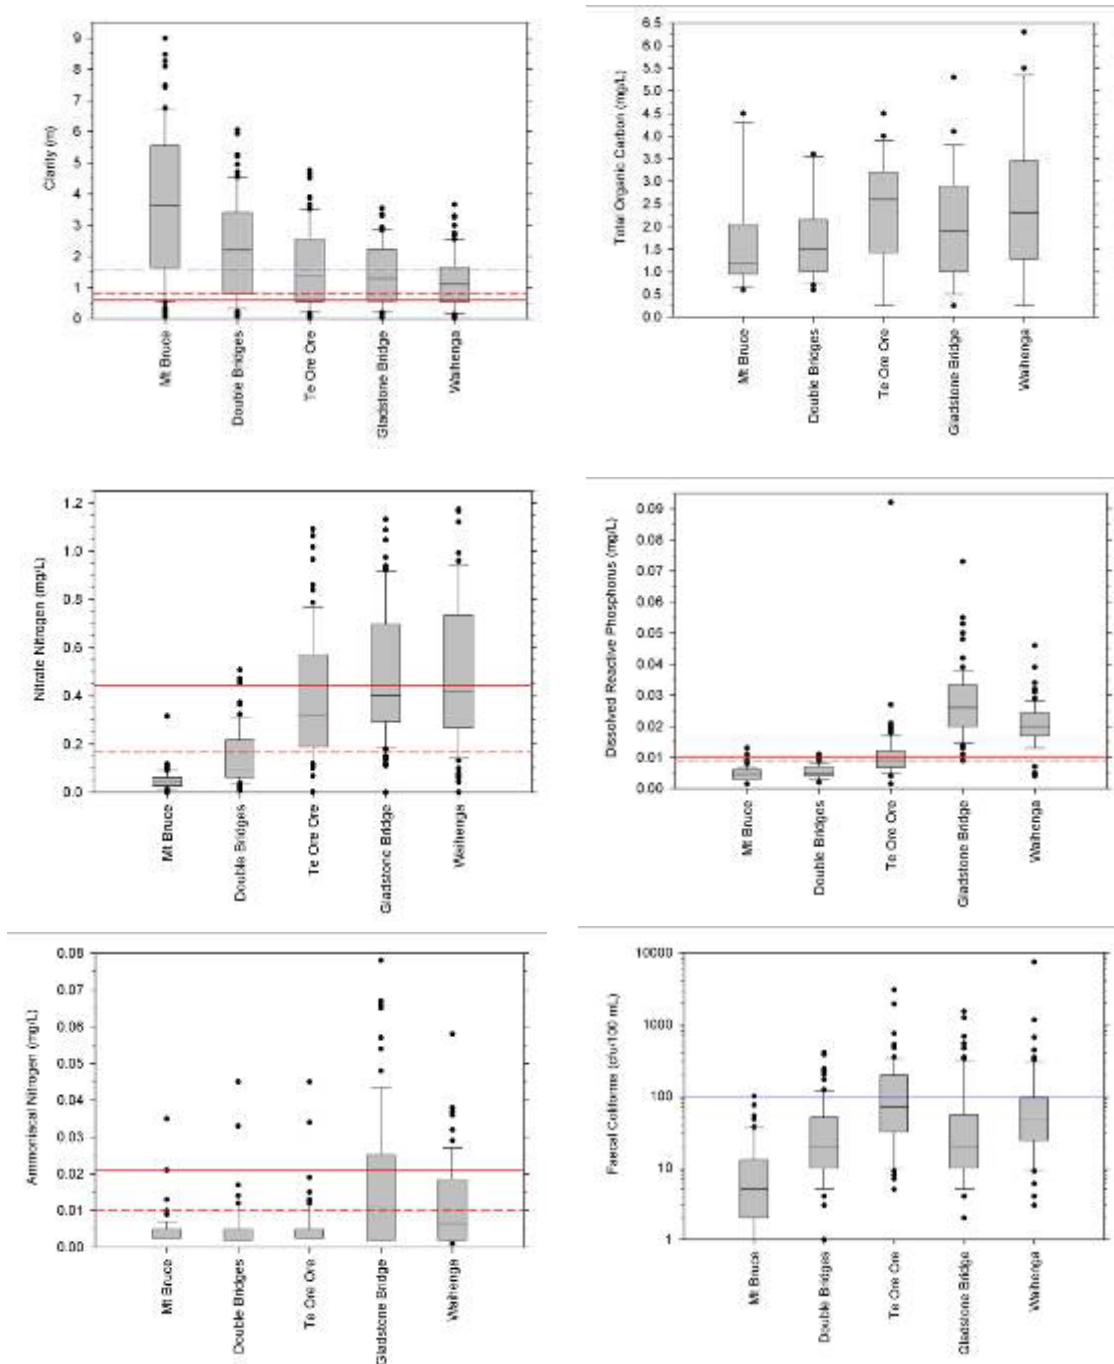 Clarity (m)
9
8
7
6
5
4
3
2
1
0
Mt Bruce
Double Bridges
Te Ore Ore
Gladstone Bridge
Waihenga
Total Organic Carbon (mg/L)
6.5
6.0
5.5
5.0
4.5
4.0
3.5
3.0
2.5
2.0
1.5
1.0
0.5
0.0
Mt Bruce
Double Bridges
Te Ore Ore
Gladstone Bridge
Waihenga
Nitrate Nitrogen (mg/L)
1.2
1.0
0.8
0.6
0.4
0.2
0.0
Mt Bruce
Double Bridges
Te Ore Ore
Gladstone Bridge
Waihenga
Dissolved Reactive Phosphorus (mg/L)
0.09
0.08
0.07
0.06
0.05
0.04
0.03
0.02
0.01
0.00
Mt Bruce
Double Bridges
Te Ore Ore
Gladstone Bridge
Waihenga
Ammoniacal Nitrogen (mg/L)
0.08
0.07
0.06
0.05
0.04
0.03
0.02
0.01
0.00
Mt Bruce
Double Bridges
Te Ore Ore
Gladstone Bridge
Waihenga
Faecal Coliforms (cfu/100 mL)
10000
1000
100
10
1
Mt Bruce
Double Bridges
Te Ore Ore
Gladstone Bridge
Waihenga